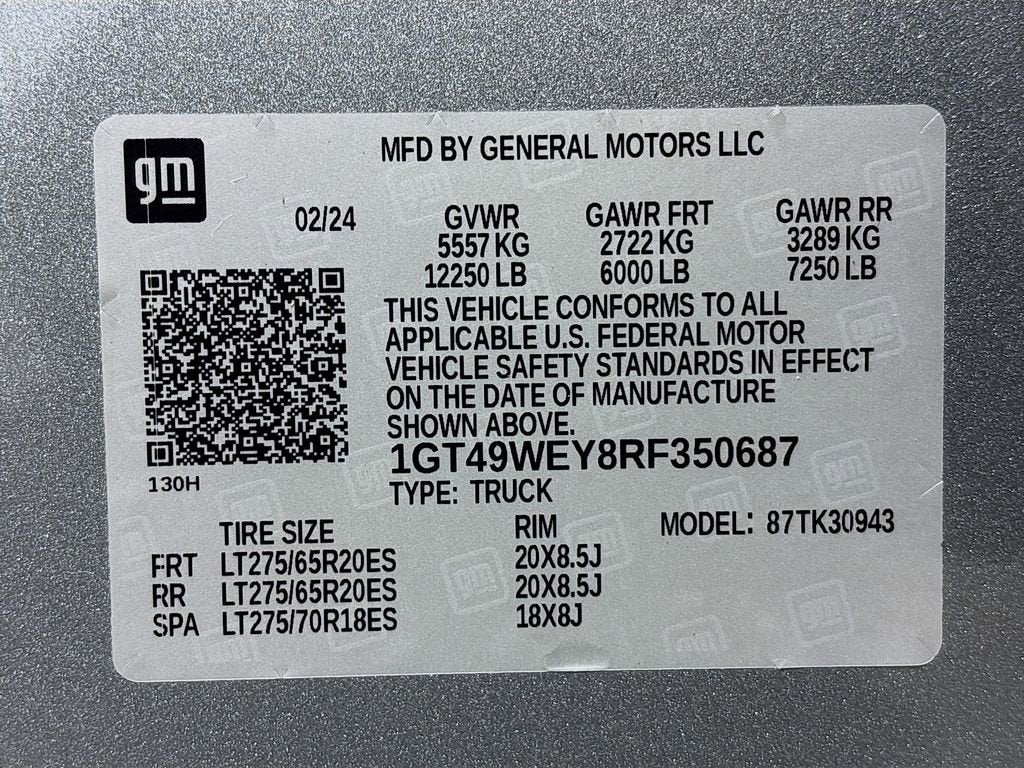 gm
MFD BY GENERAL MOTORS LLC
02/24 GVWR GAWR FRT GAWR RR
5557 KG 2722 KG 3289 KG
12250 LB 6000 LB 7250 LB
THIS VEHICLE CONFORMS TO ALL
APPLICABLE U.S. FEDERAL MOTOR
VEHICLE SAFETY STANDARDS IN EFFECT
ON THE DATE OF MANUFACTURE
SHOWN ABOVE.
1GT49WEY8RF350687
130H
TYPE: TRUCK
TIRE SIZE RIM MODEL: 87TK30943
FRT LT275/65R20ES 20X8.5J
RR LT275/65R20ES 20X8.5J
SPA LT275/70R18ES 18X8J